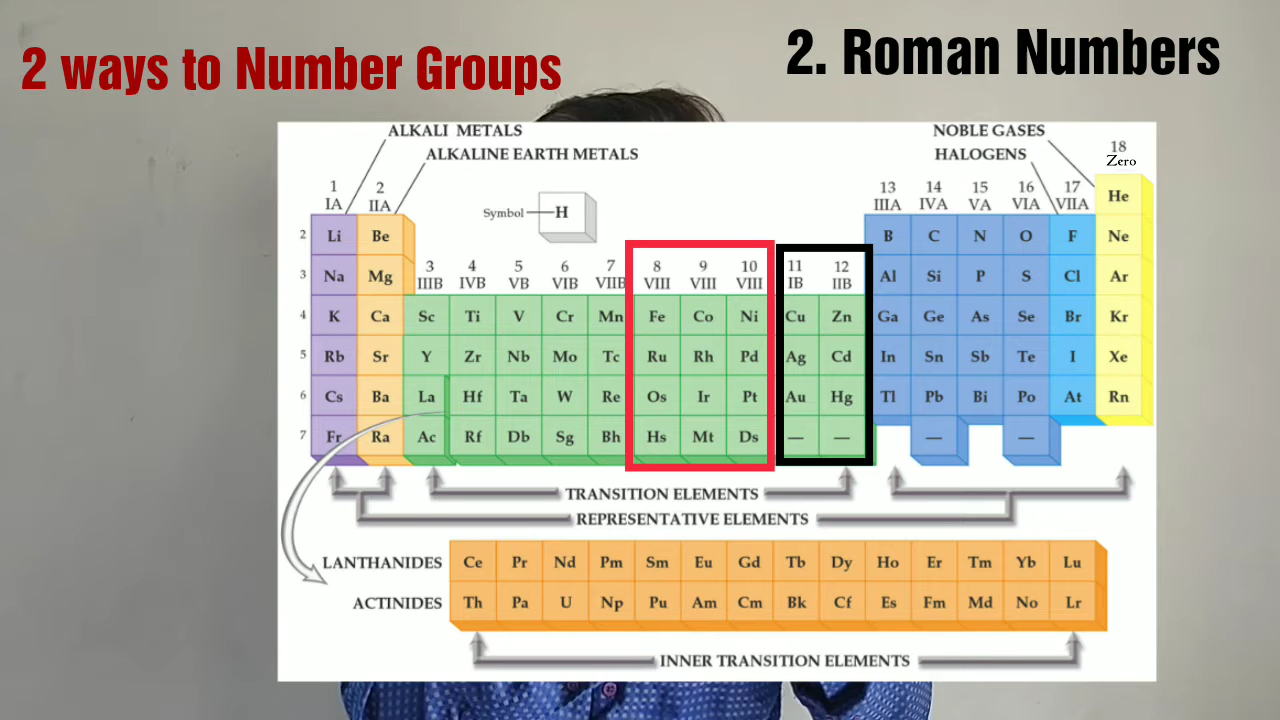 2 ways to Number Groups
2. Roman Numbers
ALKALI METALS
ALKALINE EARTH METALS
NOBLE GASES
HALOGENS
18
Zero
1 2 13 14 15 16 17
IA IIA IIIA IVA VA VIA VIIA
Symbol H
He
2 Li Be B C N O F Ne
3 Na Mg Al Si P S Cl Ar
3 4 5 6 7 8 9 10 11 12
IIIB IVB VB VIB VIIB VIII VIII VIII IB IIB
4 K Ca Sc Ti V Cr Mn Fe Co Ni Cu Zn Ga Ge As Se Br Kr
5 Rb Sr Y Zr Nb Mo Tc Ru Rh Pd Ag Cd In Sn Sb Te I Xe
6 Cs Ba La Hf Ta W Re Os Ir Pt Au Hg Tl Pb Bi Po At Rn
7 Fr Ra Ac Rf Db Sg Bh Hs Mt Ds — — — —
TRANSITION ELEMENTS
REPRESENTATIVE ELEMENTS
LANTHANIDES Ce Pr Nd Pm Sm Eu Gd Tb Dy Ho Er Tm Yb Lu
ACTINIDES Th Pa U Np Pu Am Cm Bk Cf Es Fm Md No Lr
INNER TRANSITION ELEMENTS